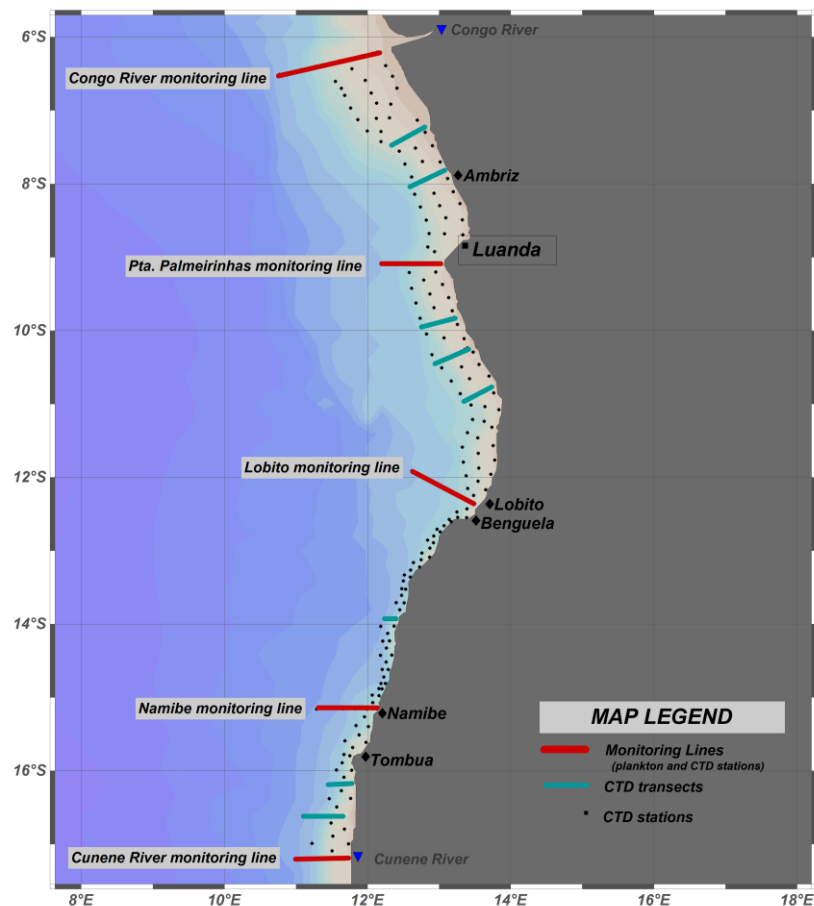 6°S
Congo River
Congo River monitoring line
8°S
Ambriz
Luanda
Pta. Palmeirinhas monitoring line
10°S
Lobito monitoring line
12°S
Lobito
Benguela
14°S
Namibe monitoring line
Namibe
MAP LEGEND
Monitoring Lines
(plankton and CTD stations)
Tombua
16°S
CTD transects
CTD stations
Cunene River monitoring line
Cunene River
8°E 10°E 12°E 14°E 16°E 18°E